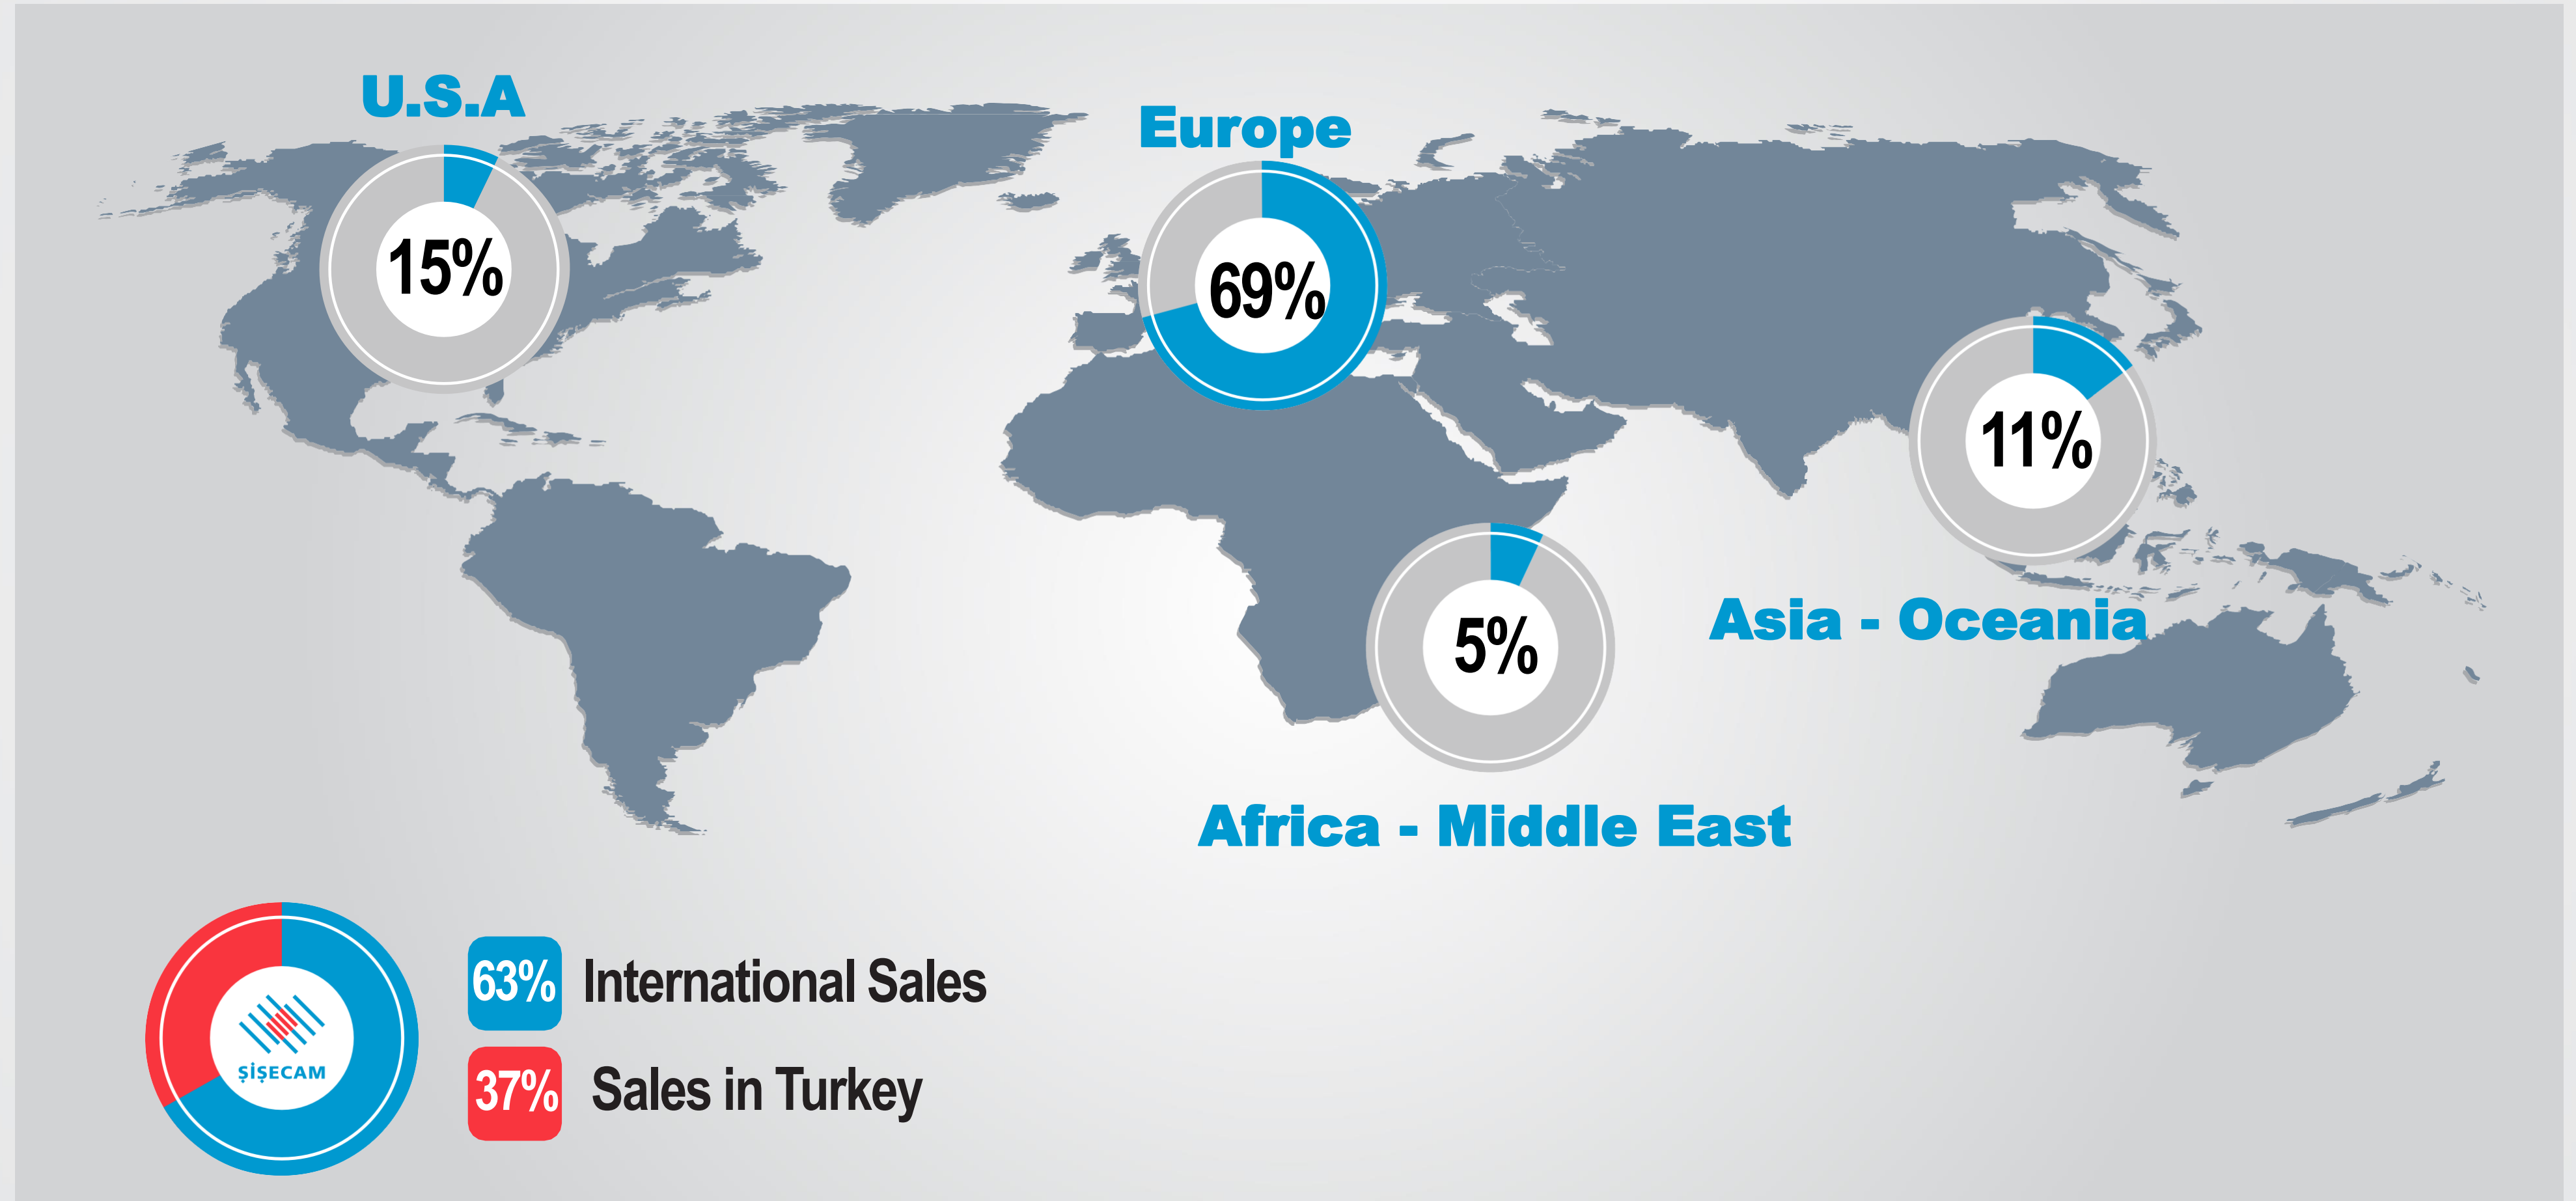 U.S.A
15%
Europe
69%
11%
Asia - Oceania
5%
Africa - Middle East
63% International Sales
37% Sales in Turkey
ŞİŞECAM